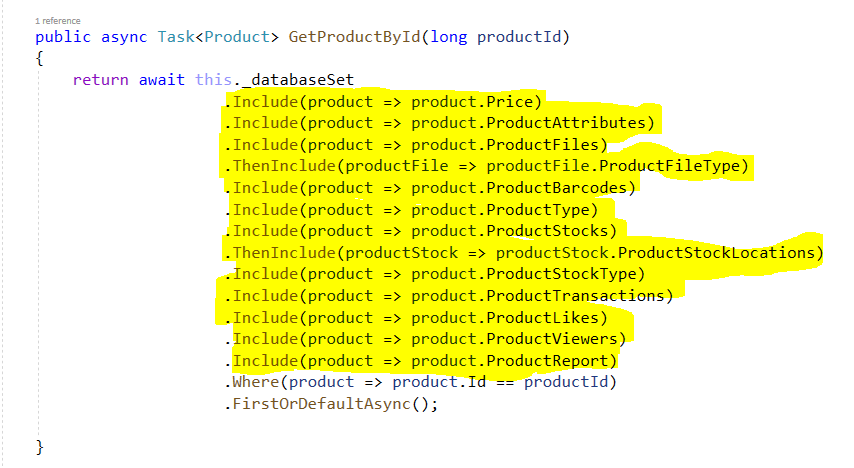 1 reference
public async Task<Product> GetProductById(long productId)
{
return await this._databaseSet
.Include(product => product.Price)
.Include(product => product.ProductAttributes)
.Include(product => product.ProductFiles)
.ThenInclude(productFile => productFile.ProductFileType)
.Include(product => product.ProductBarcodes)
.Include(product => product.ProductType)
.Include(product => product.ProductStocks)
.ThenInclude(productStock => productStock.ProductStockLocations)
.Include(product => product.ProductStockType)
.Include(product => product.ProductTransactions)
.Include(product => product.ProductLikes)
.Include(product => product.ProductViewers)
.Include(product => product.ProductReport)
.Where(product => product.Id == productId)
.FirstOrDefaultAsync();
}